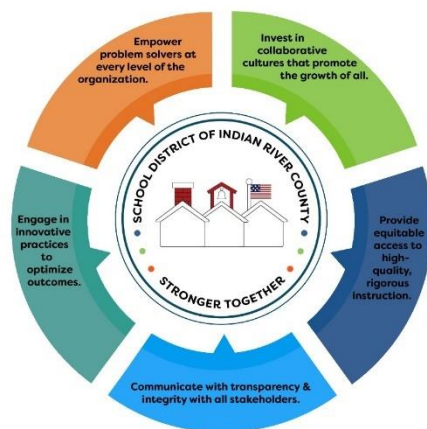 Empower
problem solvers at
every level of the
organization.
Invest in
collaborative
cultures that promote
the growth of all.
SCHOOL DISTRICT OF INDIAN RIVER COUNTY
STRONGER TOGETHER
Engage in
innovative
practices
to
optimize
outcomes.
Provide
equitable
access to
high-
quality,
rigorous
instruction.
Communicate with transparency &
integrity with all stakeholders.